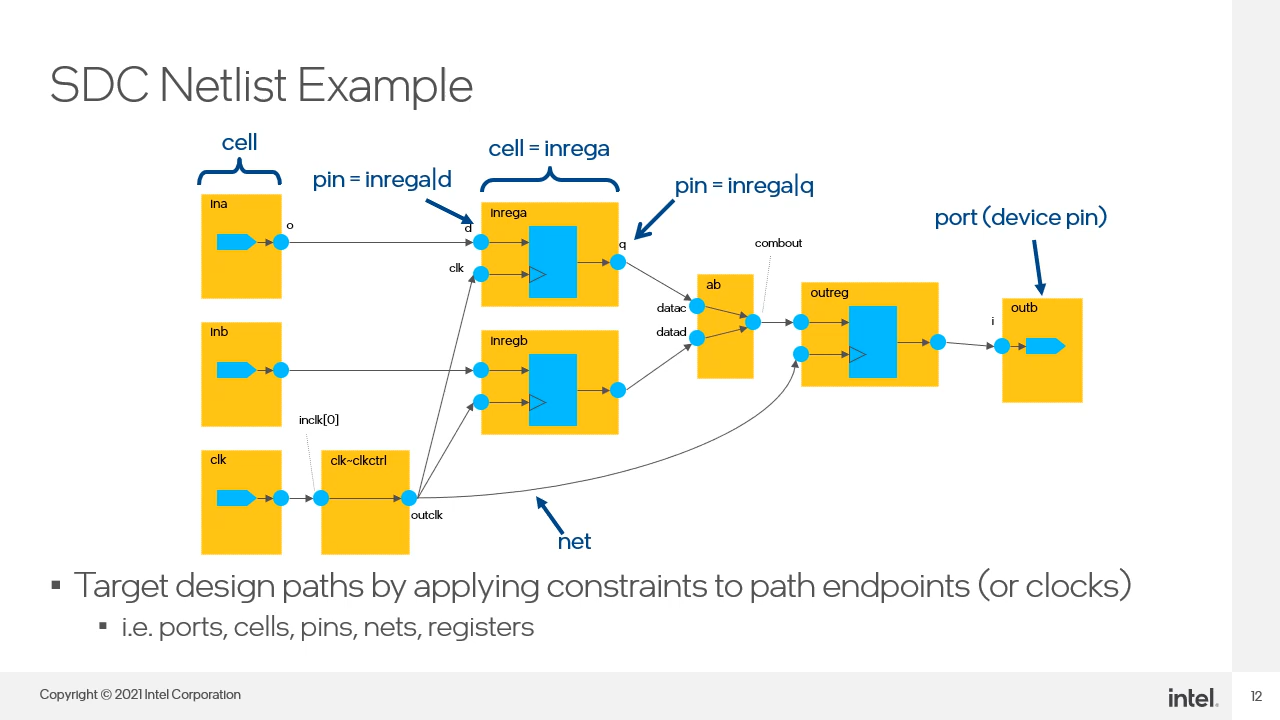 SDC Netlist Example
cell
cell = inrega
pin = inrega|d
pin = inrega|q
port (device pin)
ina
o
d
inrega
q
clk
combout
ab
datac
datad
outreg
i
outb
inb
inregb
inclk[0]
clk
clk~clkctrl
outclk
net
▪ Target design paths by applying constraints to path endpoints (or clocks)
▪ i.e. ports, cells, pins, nets, registers
Copyright © 2021 Intel Corporation
intel.
12